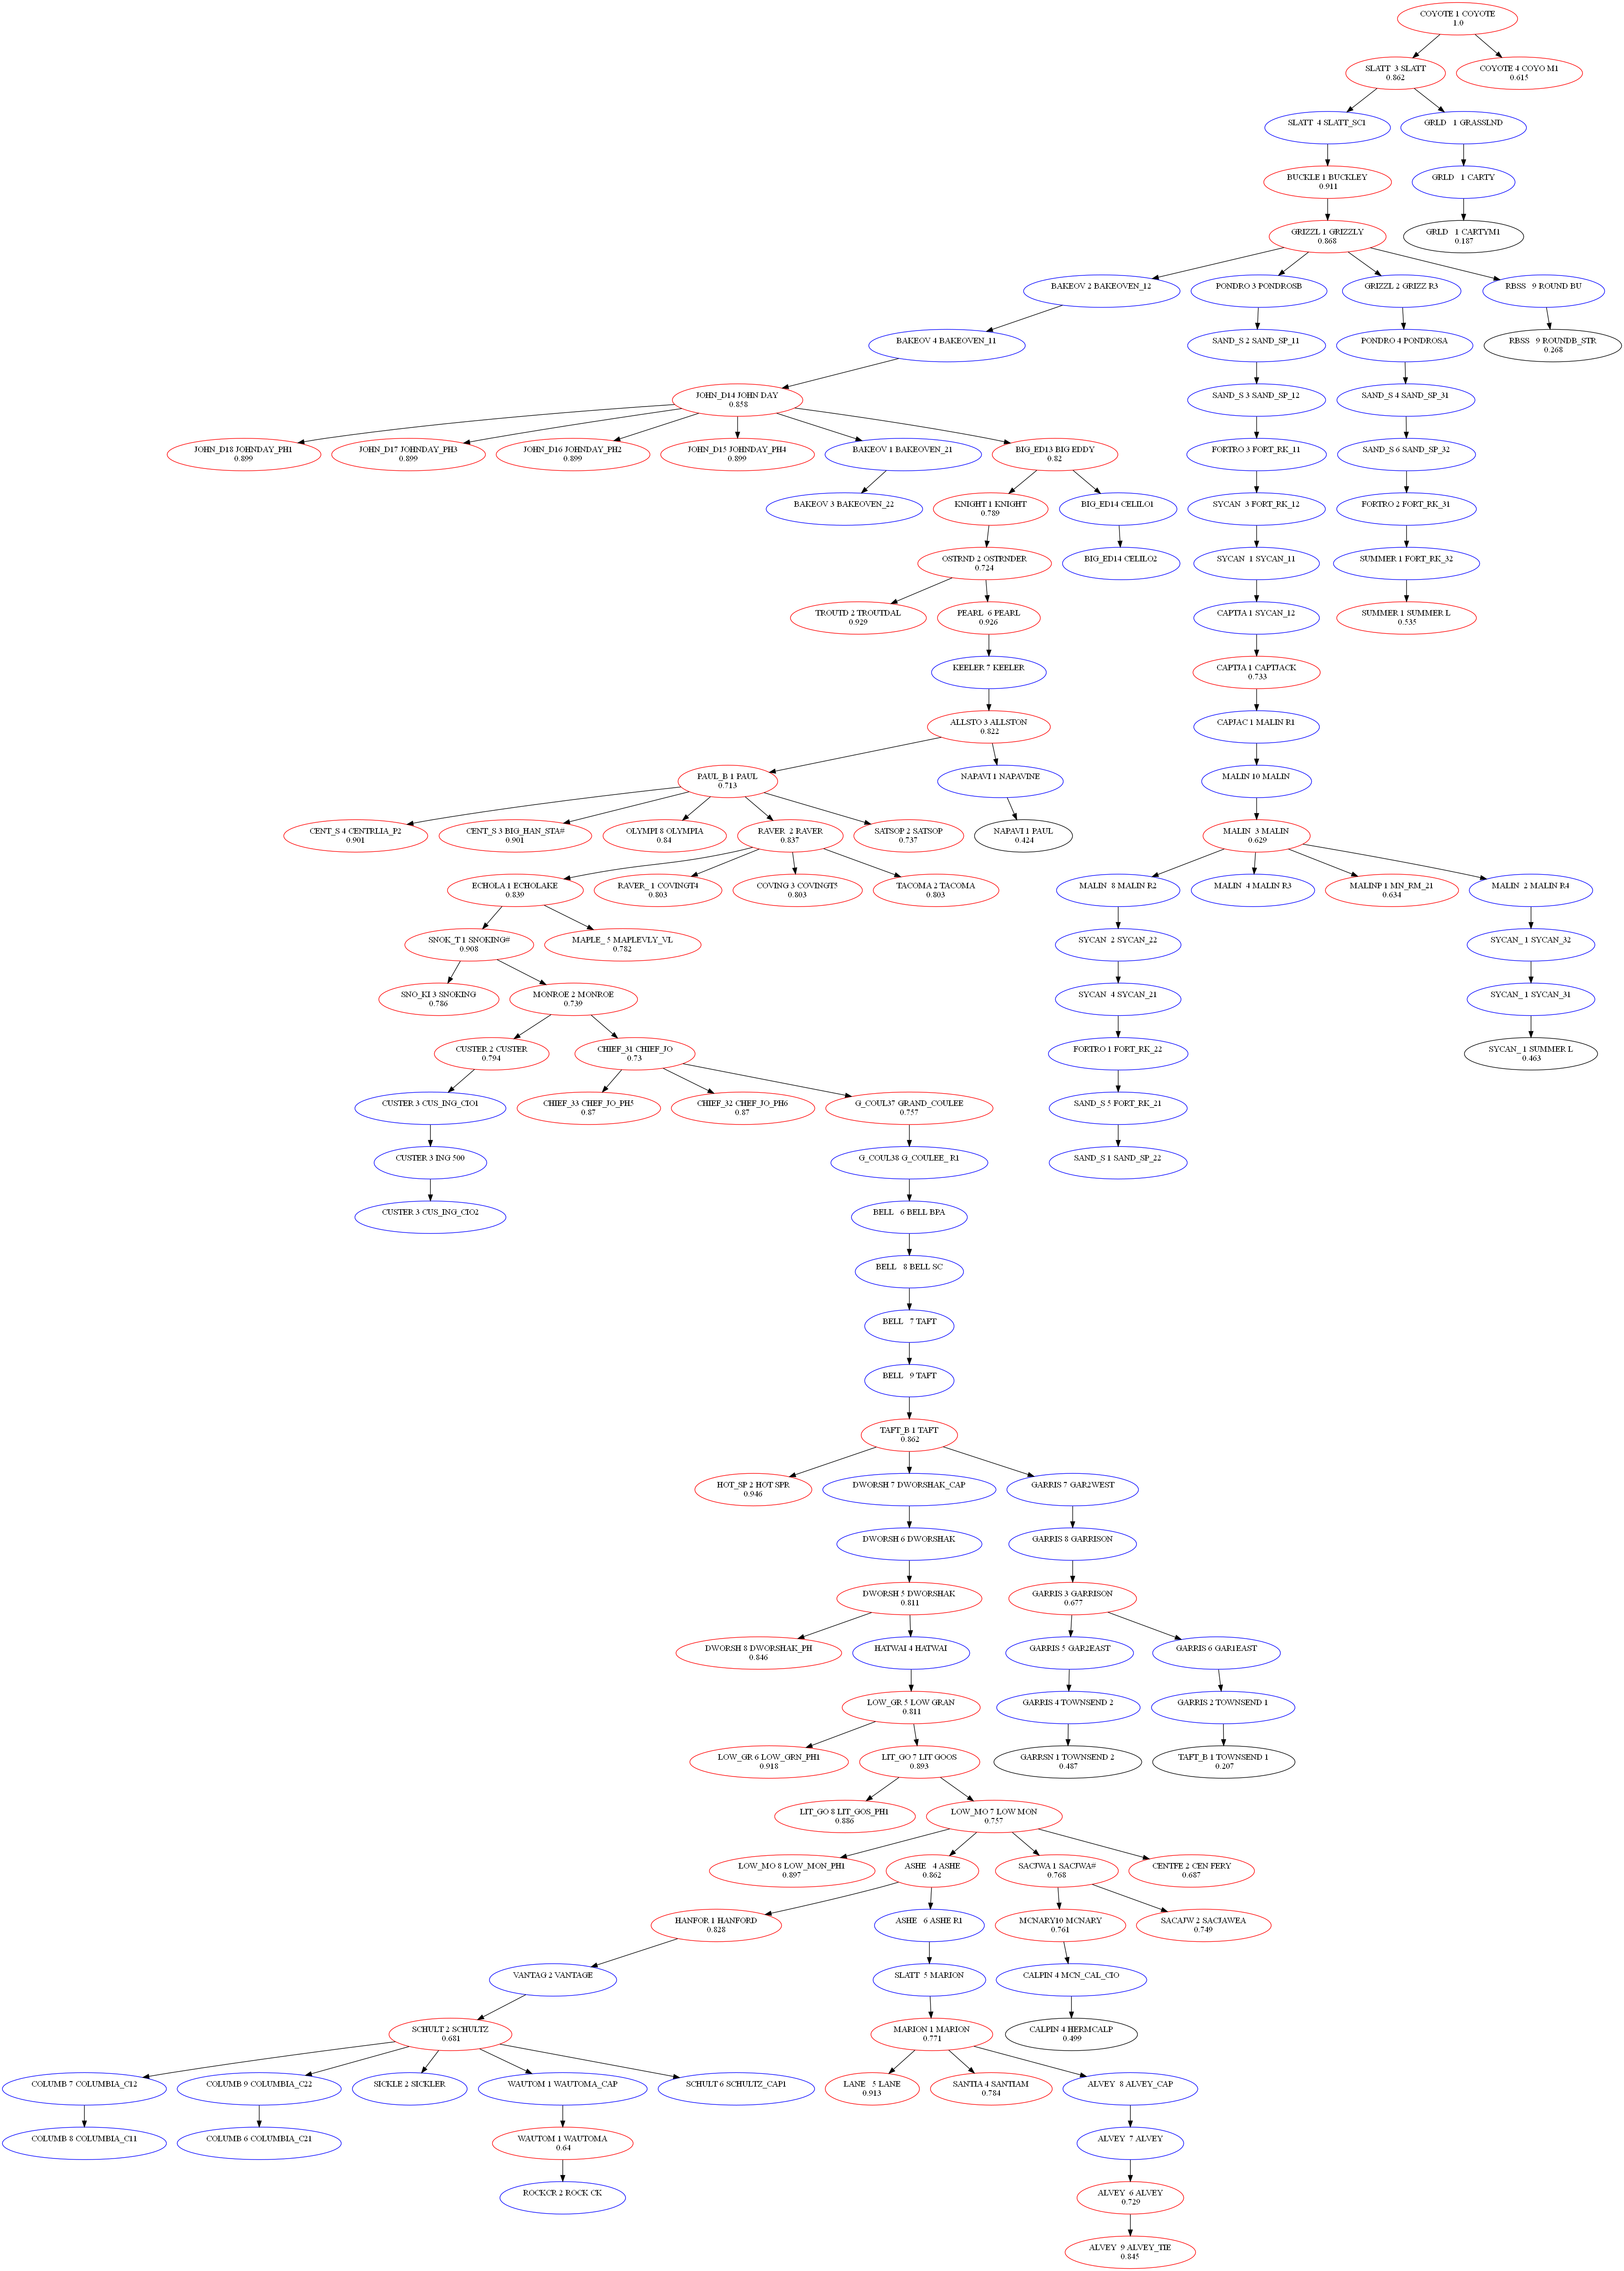 COYOTE 1 COYOTE
1.0
SLATT 3 SLATT
0.862
COYOTE 4 COYO M1
0.615
SLATT 4 SLATT_SC1
GRLD 1 GRASSLND
BUCKLE 1 BUCKLEY
0.911
GRLD 1 CARTY
GRIZZL 1 GRIZZLY
0.868
GRLD 1 CARTYM1
0.187
BAKEOV 2 BAKEOVEN_12
PONDRO 3 PONDROSB
GRIZZL 2 GRIZZ R3
RBSS 9 ROUND BU
BAKEOV 4 BAKEOVEN_11
SAND_S 2 SAND_SP_11
PONDRO 4 PONDROSA
RBSS 9 ROUNDB_STR
0.268
JOHN_D14 JOHN DAY
0.858
SAND_S 3 SAND_SP_12
SAND_S 4 SAND_SP_31
JOHN_D18 JOHNDAY_PH1
0.899
JOHN_D17 JOHNDAY_PH3
0.899
JOHN_D16 JOHNDAY_PH2
0.899
JOHN_D15 JOHNDAY_PH4
0.899
BAKEOV 1 BAKEOVEN_21
BIG_ED13 BIG EDDY
0.82
FORTRO 3 FORT_RK_11
SAND_S 6 SAND_SP_32
BAKEOV 3 BAKEOVEN_22
KNIGHT 1 KNIGHT
0.789
BIG_ED14 CELILO1
SYCAN 3 FORT_RK_12
FORTRO 2 FORT_RK_31
OSTRND 2 OSTRNDER
0.724
BIG_ED14 CELILO2
SYCAN 1 SYCAN_11
SUMMER 1 FORT_RK_32
TROUTD 2 TROUTDAL
0.929
PEARL 6 PEARL
0.926
CAPTJA 1 SYCAN_12
SUMMER 1 SUMMER L
0.535
KEELER 7 KEELER
CAPTJA 1 CAPTJACK
0.733
ALLSTO 3 ALLSTON
0.822
CAPJAC 1 MALIN R1
PAUL_B 1 PAUL
0.713
NAPAVI 1 NAPAVINE
MALIN 10 MALIN
CENT_S 4 CENTRLIA_P2
0.901
CENT_S 3 BIG_HAN_STA#
0.901
OLYMPI 8 OLYMPIA
0.84
RAVER 2 RAVER
0.837
SATSOP 2 SATSOP
0.737
NAPAVI 1 PAUL
0.424
MALIN 3 MALIN
0.629
ECHOLA 1 ECHOLAKE
0.839
RAVER_ 1 COVINGT4
0.803
COVING 3 COVINGT5
0.803
TACOMA 2 TACOMA
0.803
MALIN 8 MALIN R2
MALIN 4 MALIN R3
MALINP 1 MN_RM_21
0.634
MALIN 2 MALIN R4
SNOK_T 1 SNOKING#
0.908
MAPLE_ 5 MAPLEVLY_VL
0.782
SYCAN 2 SYCAN_22
SYCAN_ 1 SYCAN_32
SNO_KI 3 SNOKING
0.786
MONROE 2 MONROE
0.739
SYCAN 4 SYCAN_21
SYCAN_ 1 SYCAN_31
CUSTER 2 CUSTER
0.794
CHIEF_31 CHIEF_JO
0.73
FORTRO 1 FORT_RK_22
SYCAN_ 1 SUMMER L
0.463
CUSTER 3 CUS_ING_CIO1
CHIEF_33 CHEF_JO_PH5
0.87
CHIEF_32 CHEF_JO_PH6
0.87
G_COUL37 GRAND_COULEE
0.757
SAND_S 5 FORT_RK_21
CUSTER 3 ING 500
G_COUL38 G_COULEE_R1
SAND_S 1 SAND_SP_22
CUSTER 3 CUS_ING_CIO2
BELL 6 BELL BPA
BELL 8 BELL SC
BELL 7 TAFT
BELL 9 TAFT
TAFT_B 1 TAFT
0.862
HOT_SP 2 HOT SPR
0.946
DWORSH 7 DWORSHAK_CAP
GARRIS 7 GAR2WEST
DWORSH 6 DWORSHAK
GARRIS 8 GARRISON
DWORSH 5 DWORSHAK
0.811
GARRIS 3 GARRISON
0.677
DWORSH 8 DWORSHAK_PH
0.846
HATWAI 4 HATWAI
GARRIS 5 GAR2EAST
GARRIS 6 GAR1EAST
LOW_GR 5 LOW GRAN
0.811
GARRIS 4 TOWNSEND 2
GARRIS 2 TOWNSEND 1
LOW_GR 6 LOW_GRN_PH1
0.918
LIT_GO 7 LIT GOOS
0.893
GARRSN 1 TOWNSEND 2
0.487
TAFT_B 1 TOWNSEND 1
0.207
LIT_GO 8 LIT_GOS_PH1
0.886
LOW_MO 7 LOW MON
0.757
LOW_MO 8 LOW_MON_PH1
0.897
ASHE 4 ASHE
0.862
SACJWA 1 SACJWA#
0.768
CENTFE 2 CEN FERY
0.687
HANFOR 1 HANFORD
0.828
ASHE 6 ASHE R1
MCNARY10 MCNARY
0.761
SACAJW 2 SACJAWEA
0.749
VANTAG 2 VANTAGE
SLATT 5 MARION
CALPIN 4 MCN_CAL_CIO
SCHULT 2 SCHULTZ
0.681
MARION 1 MARION
0.771
CALPIN 4 HERMCALP
0.499
COLUMB 7 COLUMBIA_C12
COLUMB 9 COLUMBIA_C22
SICKLE 2 SICKLER
WAUTOM 1 WAUTOMA_CAP
SCHULT 6 SCHULTZ_CAP1
LANE 5 LANE
0.913
SANTIA 4 SANTIAM
0.784
ALVEY 8 ALVEY_CAP
COLUMB 8 COLUMBIA_C11
COLUMB 6 COLUMBIA_C21
WAUTOM 1 WAUTOMA
0.64
ALVEY 7 ALVEY
ROCKCR 2 ROCK CK
ALVEY 6 ALVEY
0.729
ALVEY 9 ALVEY_TIE
0.845